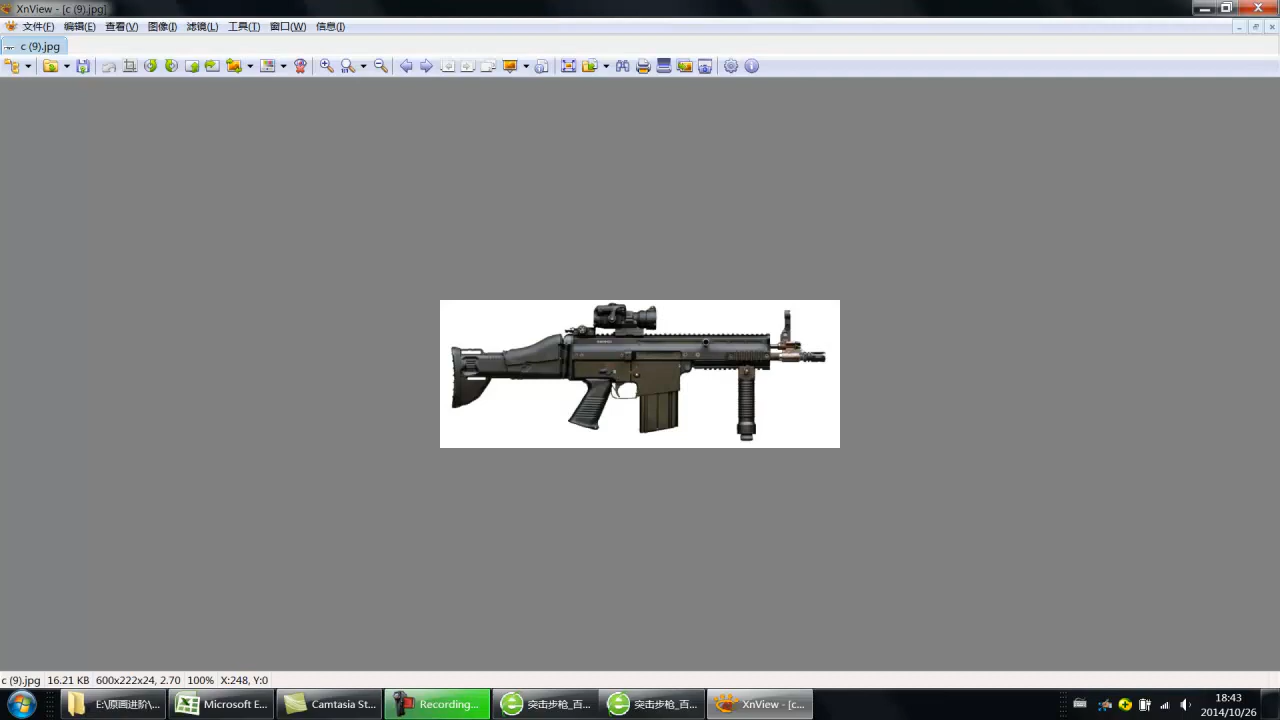 XnView - [c (9).jpg]
文件(F) 编辑(E) 查看(V) 图像(I) 滤镜(L) 工具(T) 窗口(W) 信息(I)
c (9).jpg
c (9).jpg 16.21 KB 600x222x24, 2.70 100% X:248, Y:0
E:\原画进阶\... Microsoft E... Camtasia St... Recording... 突击步枪_百... 突击步枪_百... XnView - [c... 18:43
2014/10/26